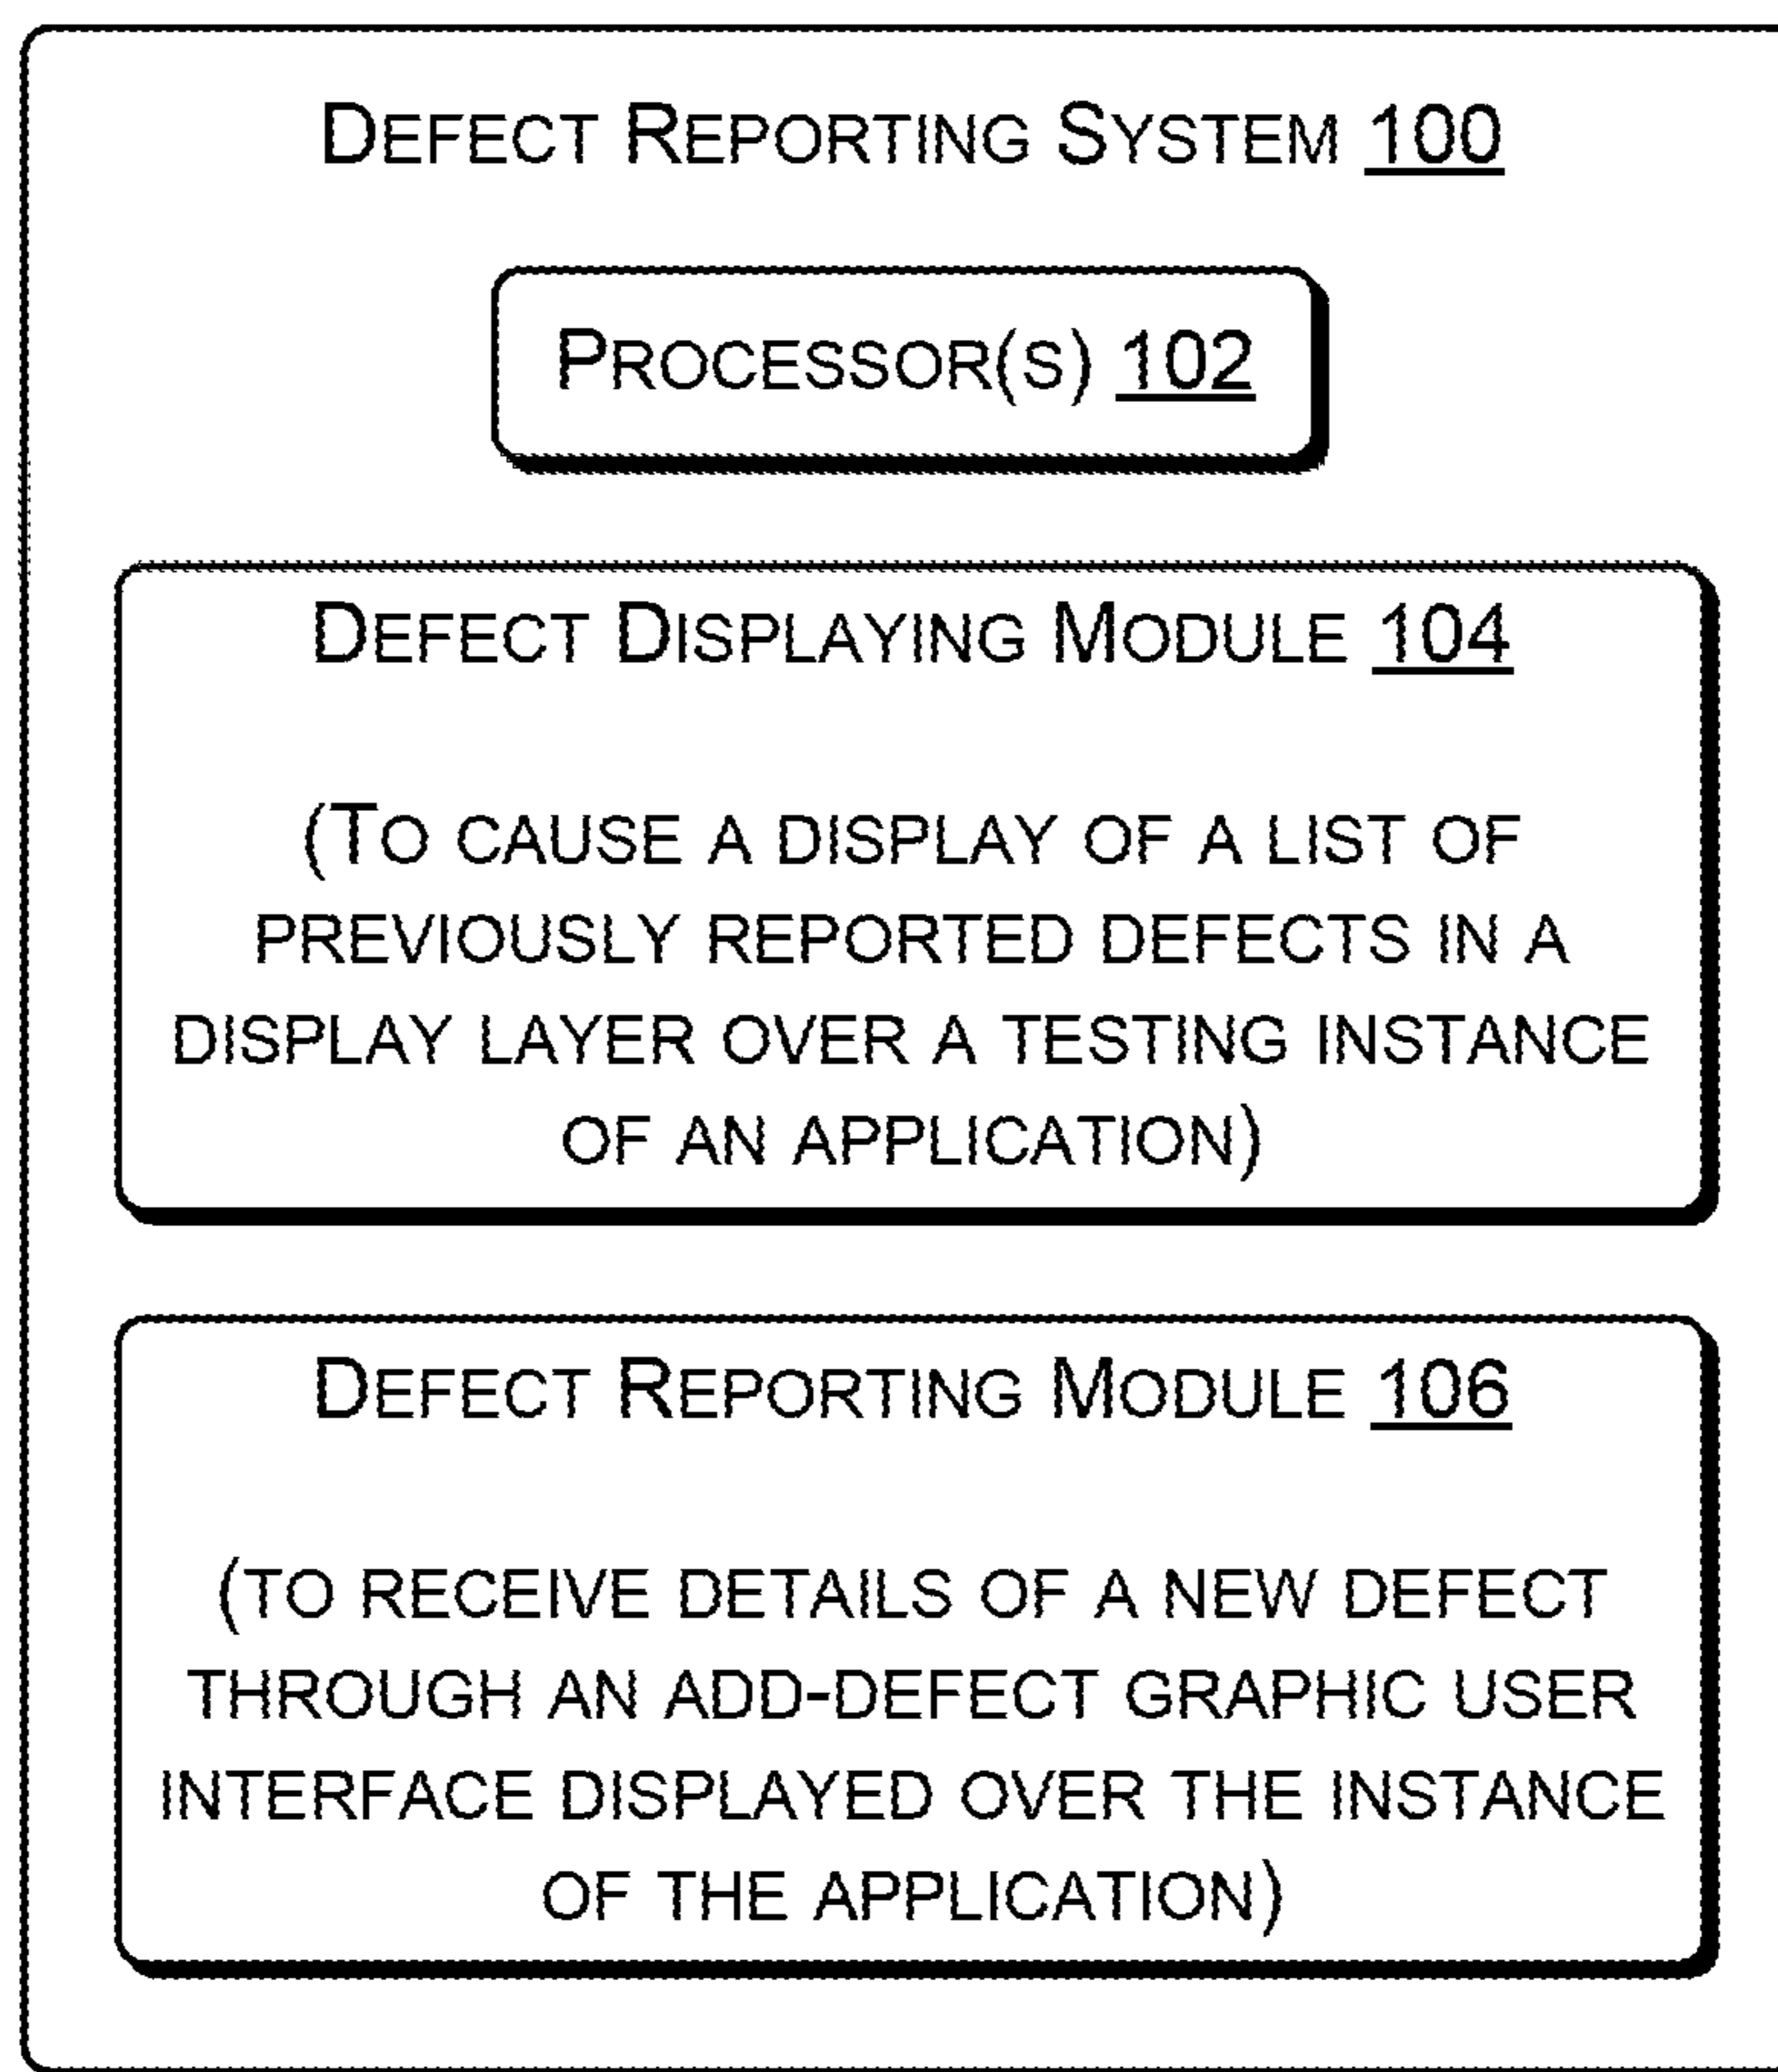 DEFECT REPORTING SYSTEM 100
PROCESSOR(S) 102
DEFECT DISPLAYING MODULE 104
(TO CAUSE A DISPLAY OF A LIST OF
PREVIOUSLY REPORTED DEFECTS IN A
DISPLAY LAYER OVER A TESTING INSTANCE
OF AN APPLICATION)
DEFECT REPORTING MODULE 106
(TO RECEIVE DETAILS OF A NEW DEFECT
THROUGH AN ADD-DEFECT GRAPHIC USER
INTERFACE DISPLAYED OVER THE INSTANCE
OF THE APPLICATION)